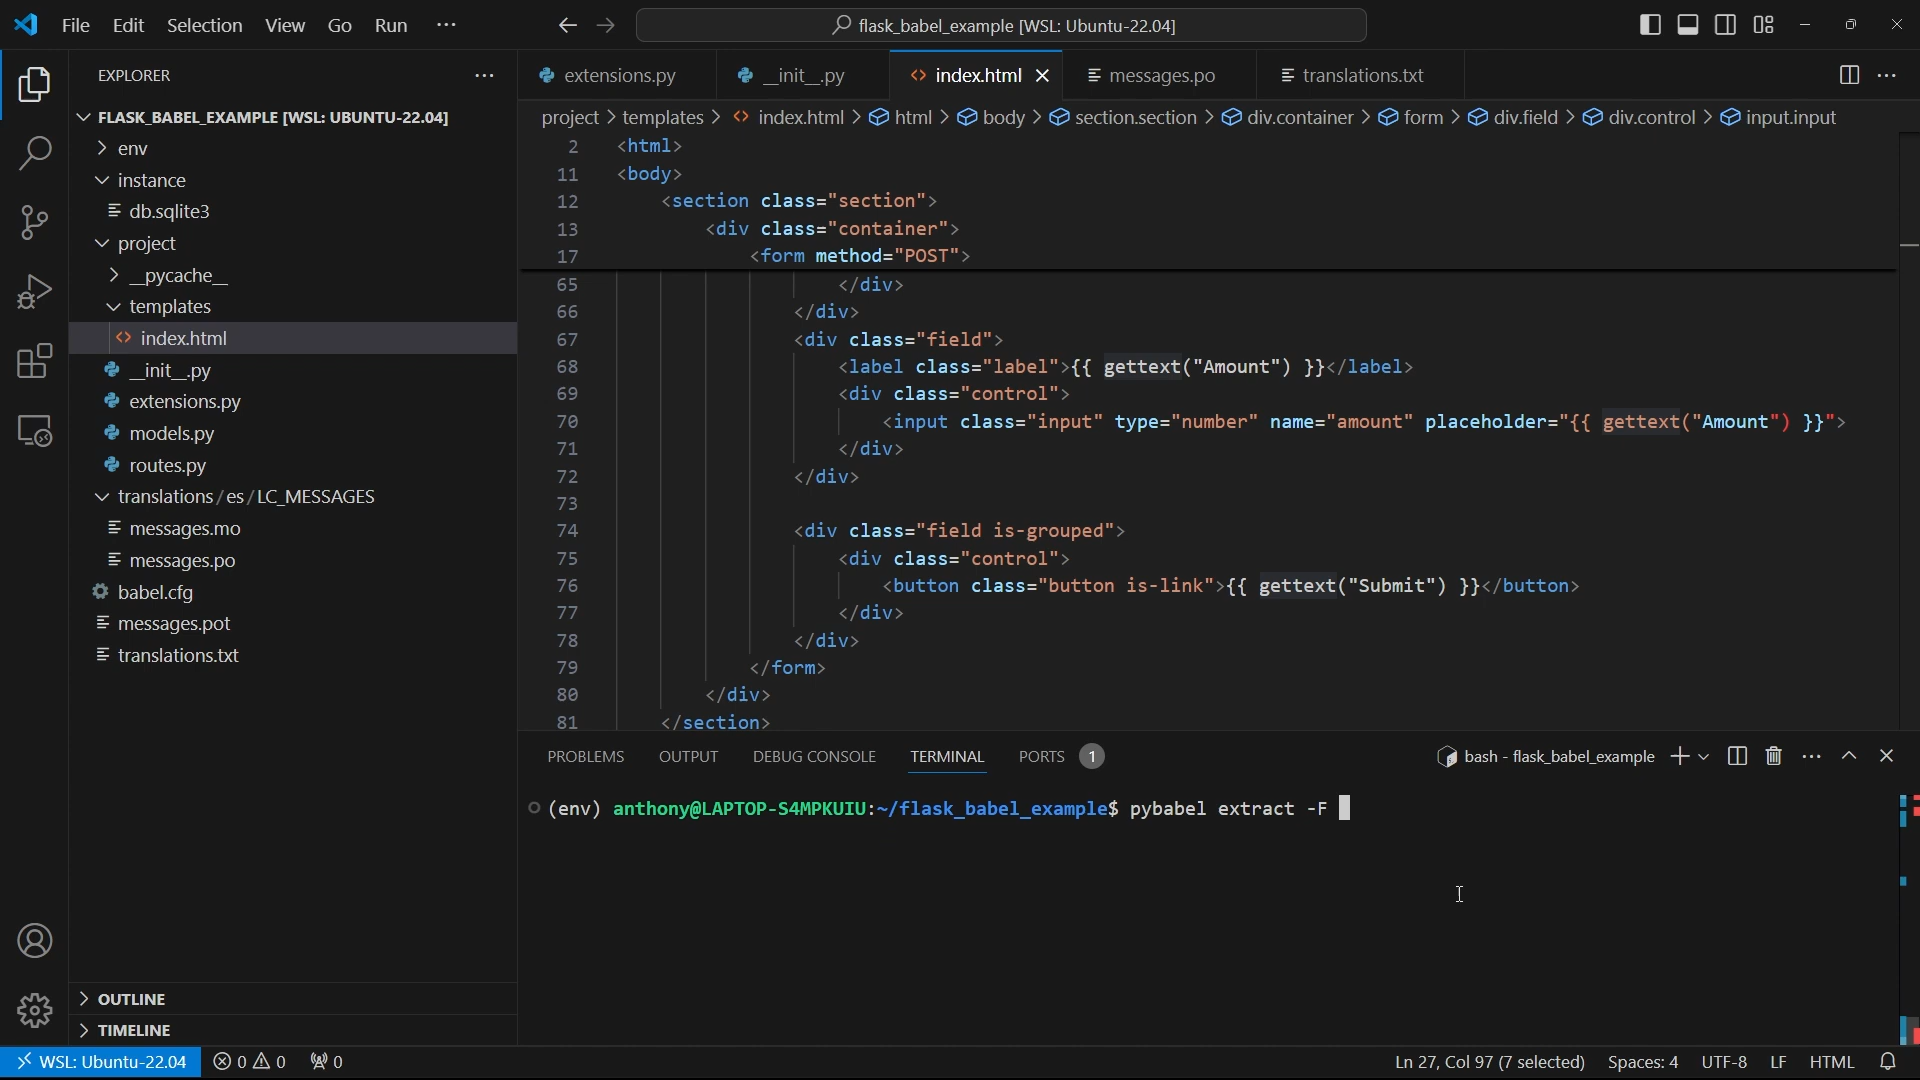 File Edit Selection View Go Run ···
flask_babel_example [WSL: Ubuntu-22.04]
EXPLORER
FLASK_BABEL_EXAMPLE [WSL: UBUNTU-22.04]
env
instance
db.sqlite3
project
__pycache__
templates
index.html
__init__.py
extensions.py
models.py
routes.py
translations/es/LC_MESSAGES
messages.mo
messages.po
babel.cfg
messages.pot
translations.txt
OUTLINE
TIMELINE
extensions.py __init__.py index.html messages.po translations.txt
project > templates > index.html > html > body > section.section > div.container > form > div.field > div.control > input.input
2 <html>
11 <body>
12 <section class="section">
13 <div class="container">
17 <form method="POST">
65 </div>
66 </div>
67 <div class="field">
68 <label class="label">{{ gettext("Amount") }}</label>
69 <div class="control">
70 <input class="input" type="number" name="amount" placeholder="{{ gettext("Amount") }}">
71 </div>
72 </div>
73
74 <div class="field is-grouped">
75 <div class="control">
76 <button class="button is-link">{{ gettext("Submit") }}</button>
77 </div>
78 </div>
79 </form>
80 </div>
81 </section>
PROBLEMS OUTPUT DEBUG CONSOLE TERMINAL PORTS 1
bash - flask_babel_example
(env) anthony@LAPTOP-S4MPKUIU:~/flask_babel_example$ pybabel extract -F
WSL: Ubuntu-22.04 0 0 0
Ln 27, Col 97 (7 selected) Spaces: 4 UTF-8 LF HTML